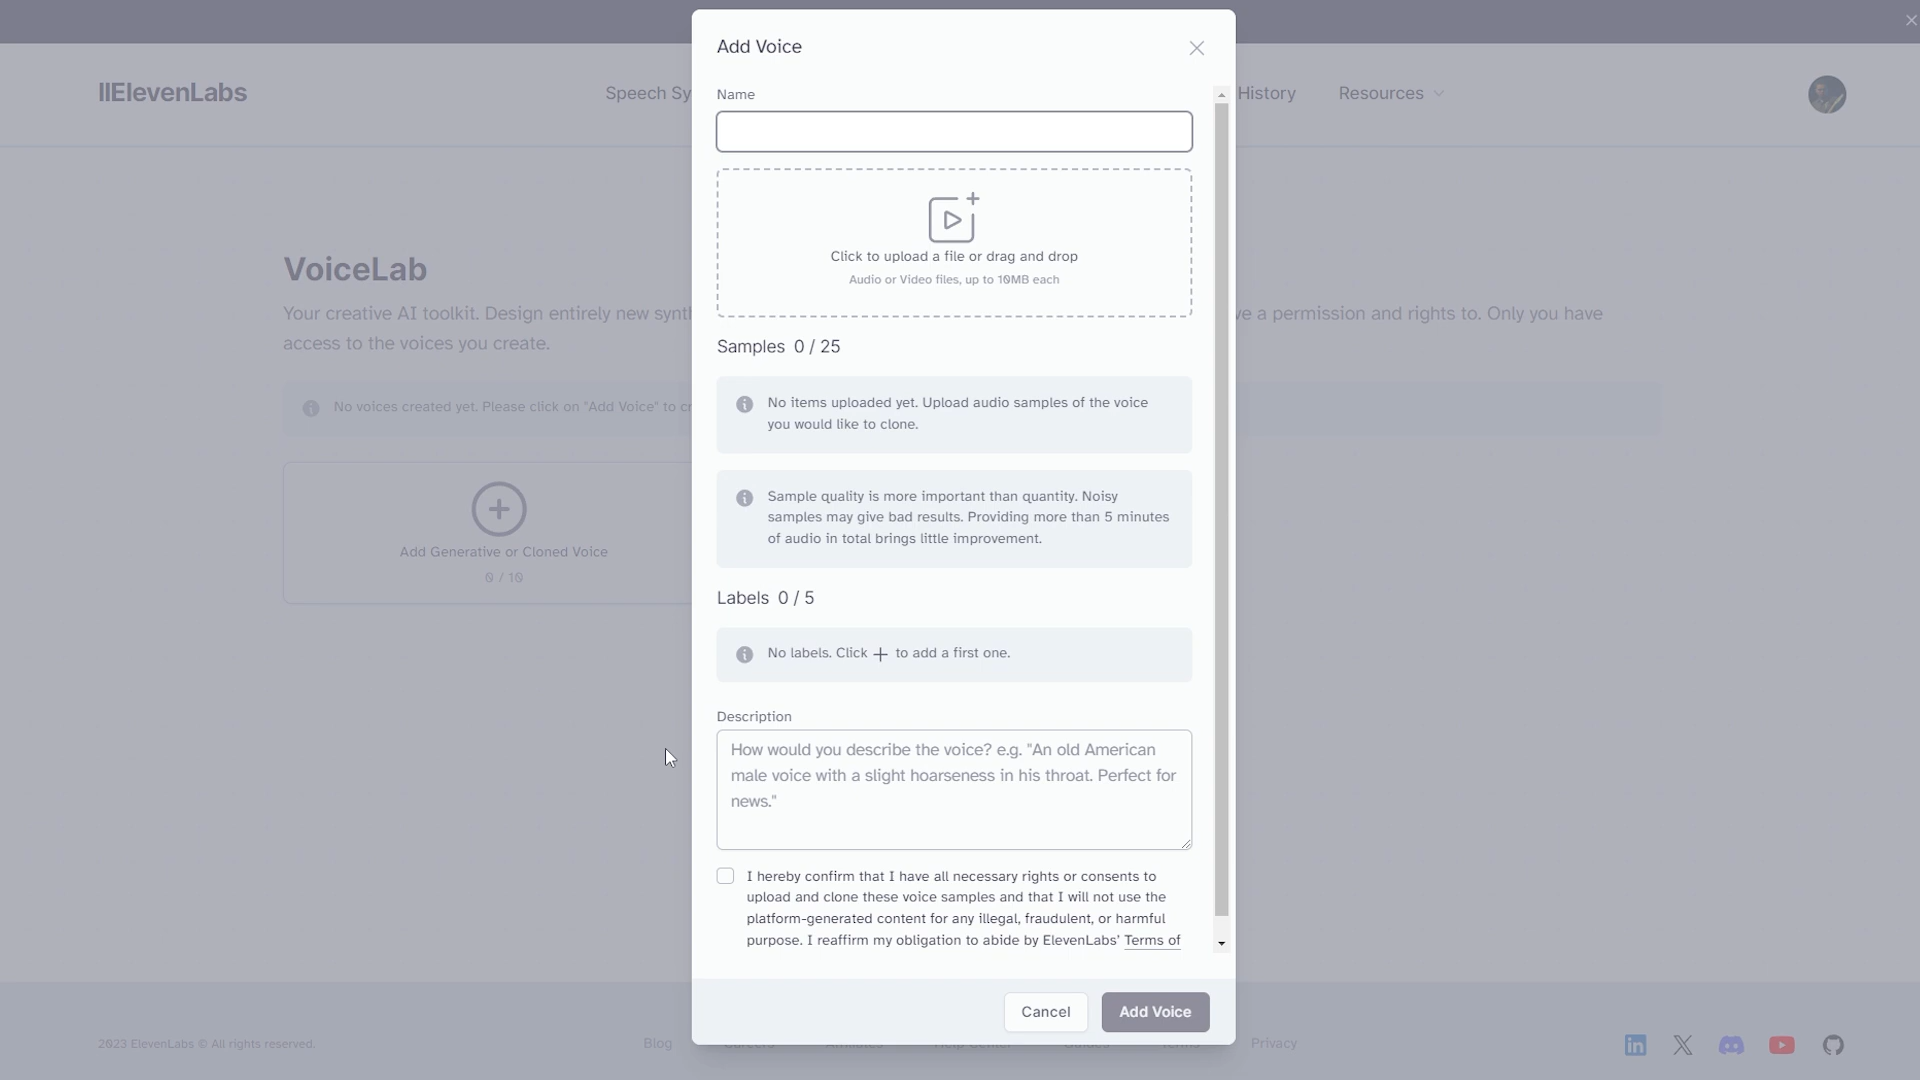 Add Voice
IIElevenLabs
Speech Sy
History
Resources
Name
Click to upload a file or drag and drop
Audio or Video files, up to 10MB each
VoiceLab
Your creative AI toolkit. Design entirely new synth
ve a permission and rights to. Only you have
access to the voices you create.
Samples 0 / 25
No voices created yet. Please click on "Add Voice" to cr
No items uploaded yet. Upload audio samples of the voice
you would like to clone.
Add Generative or Cloned Voice
0 / 10
Sample quality is more important than quantity. Noisy
samples may give bad results. Providing more than 5 minutes
of audio in total brings little improvement.
Labels 0 / 5
No labels. Click + to add a first one.
Description
How would you describe the voice? e.g. "An old American
male voice with a slight hoarseness in his throat. Perfect for
news."
I hereby confirm that I have all necessary rights or consents to
upload and clone these voice samples and that I will not use the
platform-generated content for any illegal, fraudulent, or harmful
purpose. I reaffirm my obligation to abide by ElevenLabs' Terms of
Cancel
Add Voice
2023 ElevenLabs © All rights reserved.
Blog
Privacy